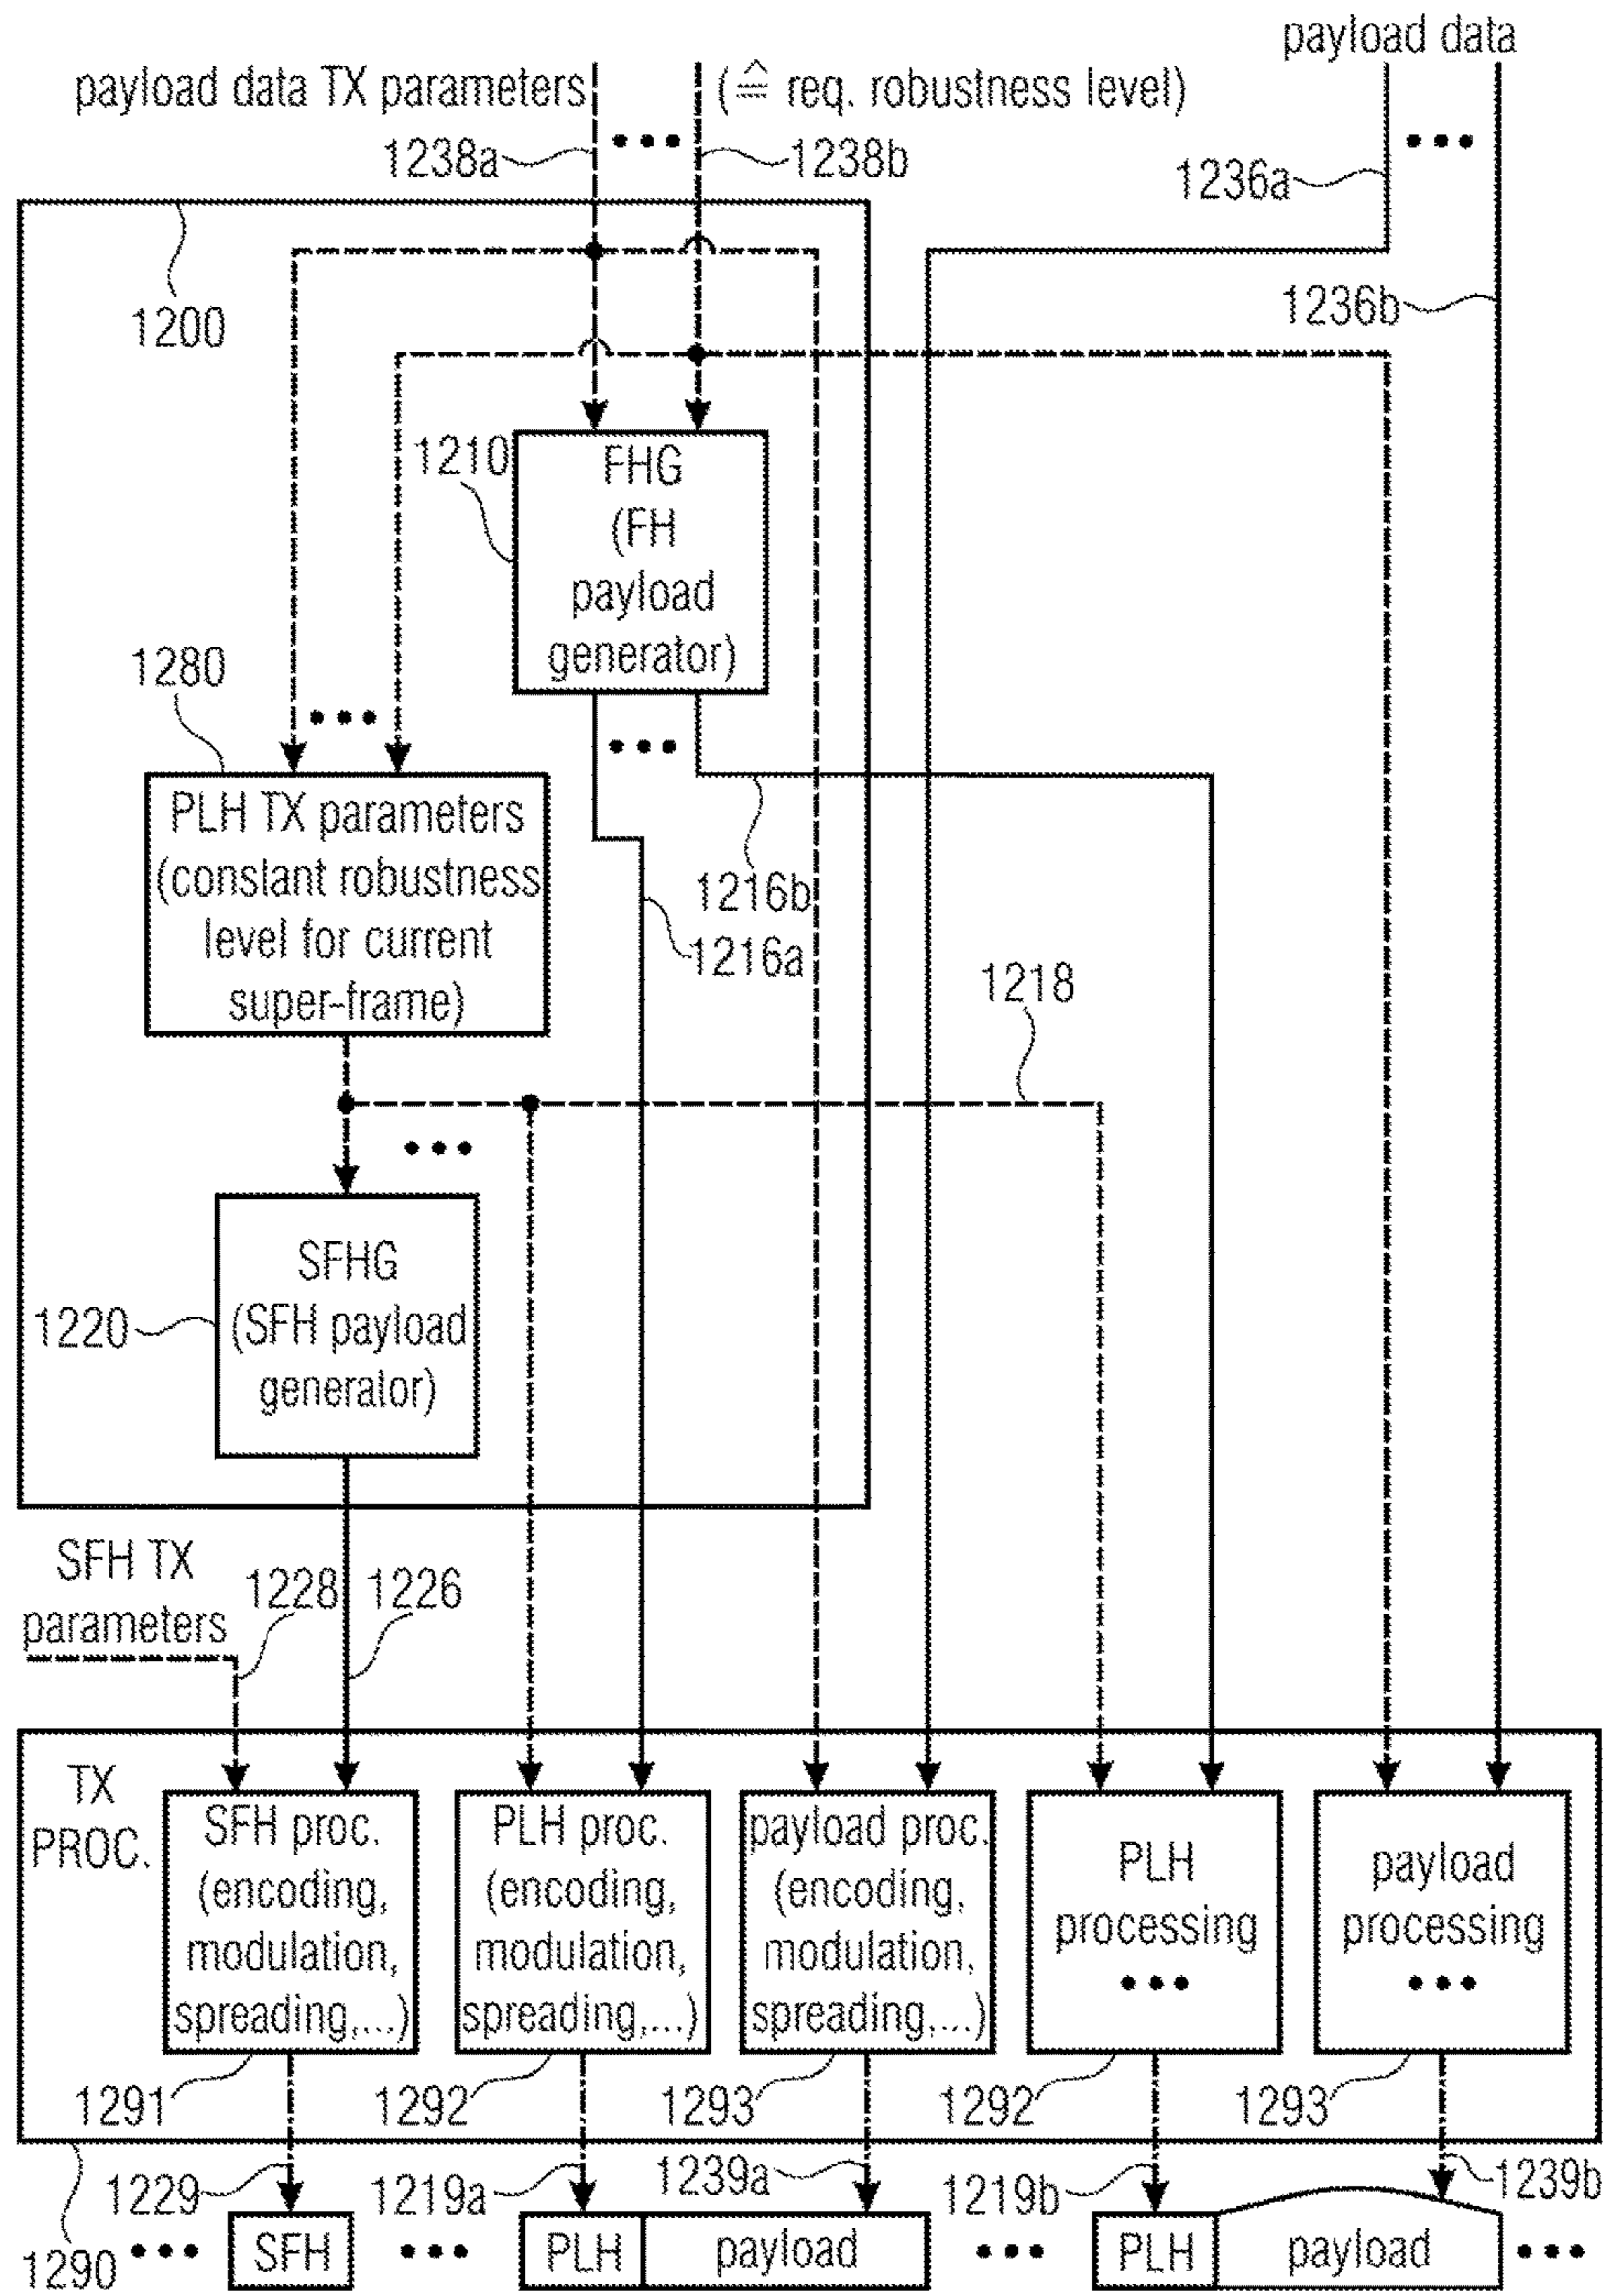 payload data
payload data TX parameters
(≙ req. robustness level)
1238a
1238b
1236a
1236b
1200
1210
FHG
(FH
payload
generator)
1280
PLH TX parameters
(conslant robustness
level for current
super-frame)
1216b
1216a
1218
SFHG
(SFH payload
generator)
1220
SFH TX
parameters
1228
1226
TX
PROC.
SFH proc.
(encoding,
modulation,
spreading,...)
PLH proc.
(encoding,
modulation,
spreading,...)
payload proc.
(encoding,
modulation,
spreading,...)
PLH
processing
payload
processing
1291
1292
1293
1292
1293
1229
1219a
1239a
1219b
1239b
1290
SFH
PLH
payload
PLH
payload